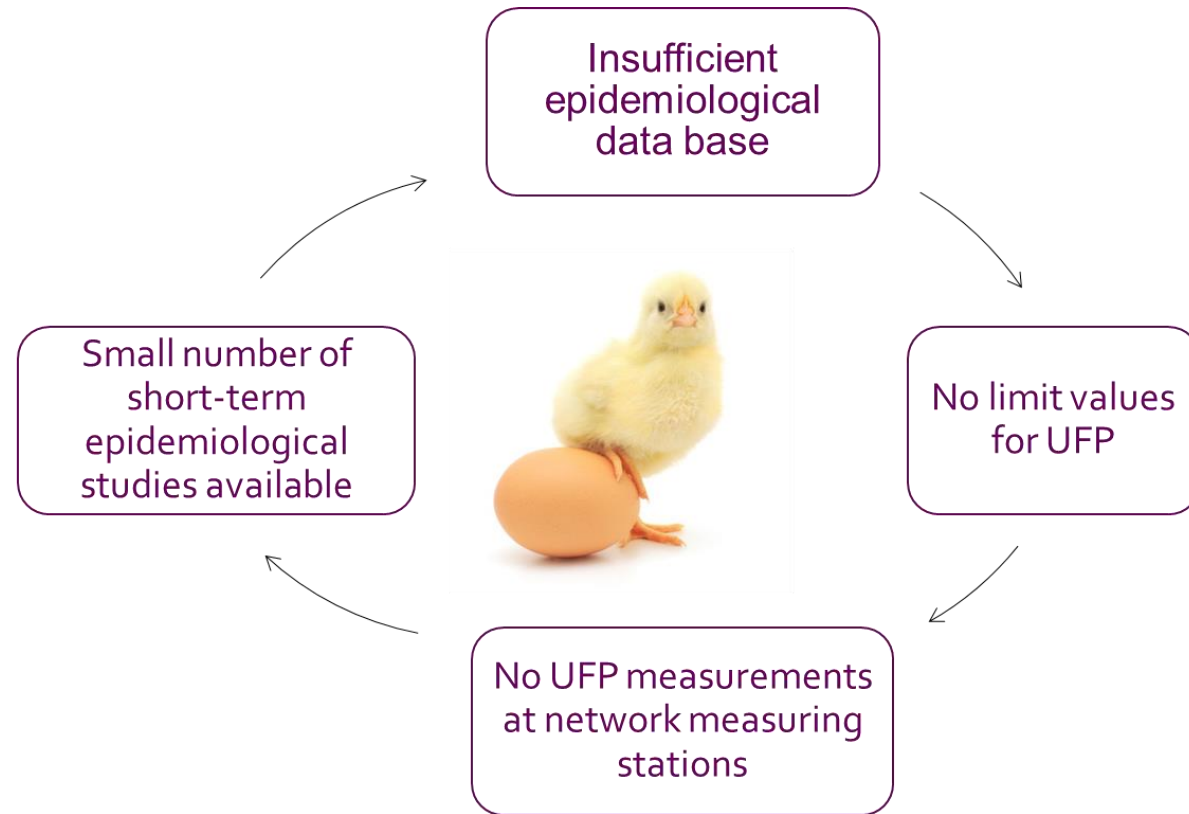 Insufficient
epidemiological
data base
No limit values
for UFP
No UFP measurements
at network measuring
stations
Small number of
short-term
epidemiological
studies available